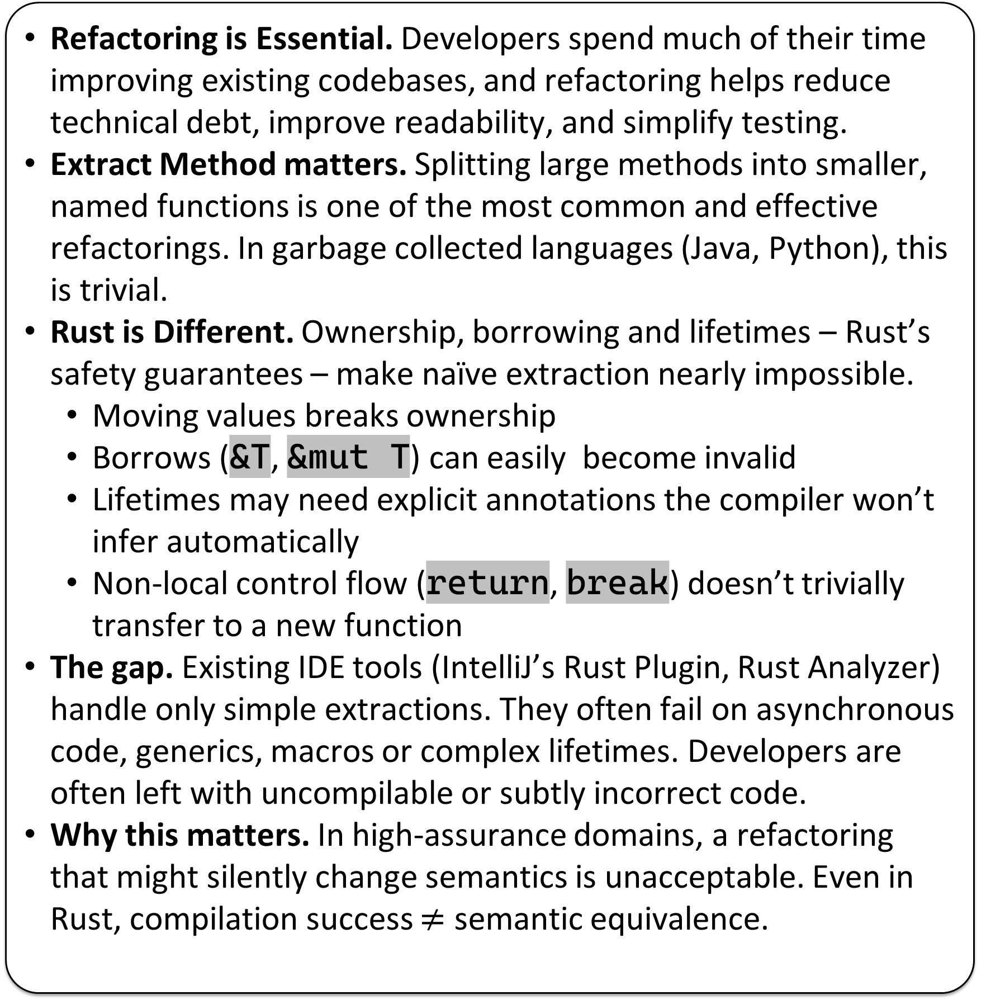 • Refactoring is Essential. Developers spend much of their time
improving existing codebases, and refactoring helps reduce
technical debt, improve readability, and simplify testing.
• Extract Method matters. Splitting large methods into smaller,
named functions is one of the most common and effective
refactorings. In garbage collected languages (Java, Python), this
is trivial.
• Rust is Different. Ownership, borrowing and lifetimes – Rust’s
safety guarantees – make naïve extraction nearly impossible.
• Moving values breaks ownership
• Borrows (&T, &mut T) can easily  become invalid
• Lifetimes may need explicit annotations the compiler won’t
infer automatically
• Non-local control flow (return, break) doesn’t trivially
transfer to a new function
• The gap. Existing IDE tools (IntelliJ’s Rust Plugin, Rust Analyzer)
handle only simple extractions. They often fail on asynchronous
code, generics, macros or complex lifetimes. Developers are
often left with uncompilable or subtly incorrect code.
• Why this matters. In high-assurance domains, a refactoring
that might silently change semantics is unacceptable. Even in
Rust, compilation success ≠ semantic equivalence.